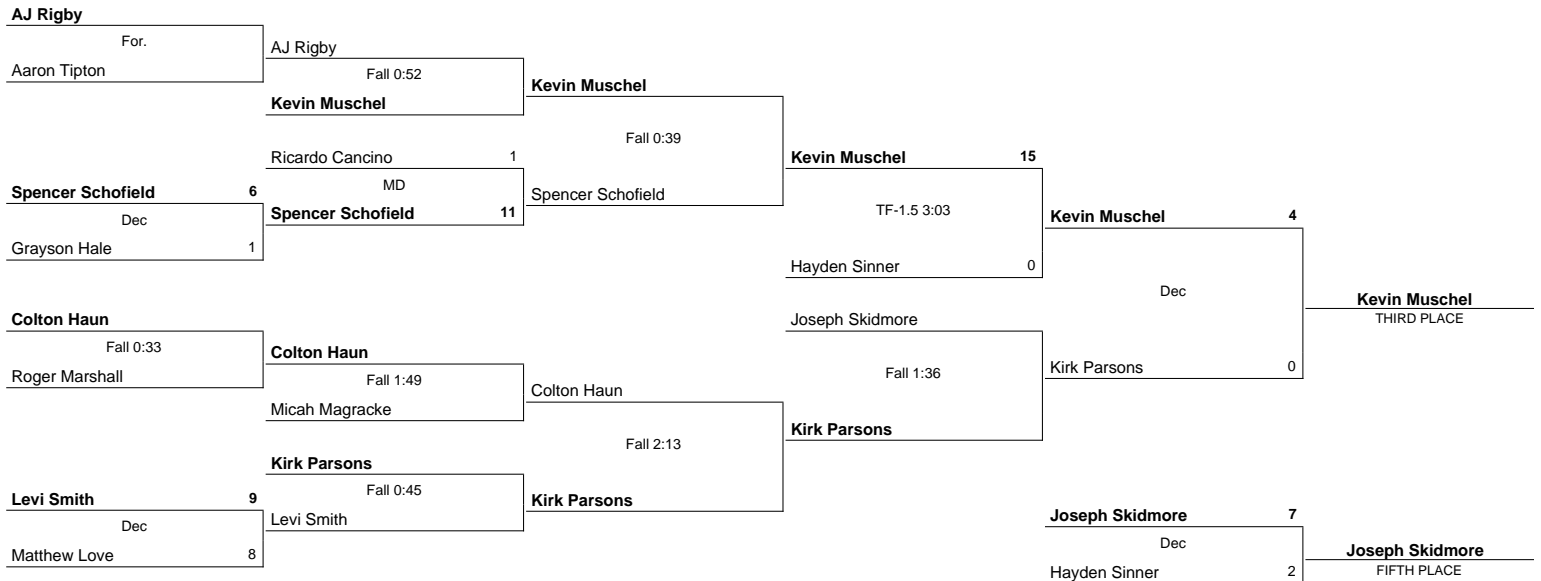 AJ Rigby
For.
Aaron Tipton
AJ Rigby
Fall 0:52
Kevin Muschel
Kevin Muschel
Fall 0:39
Spencer Schofield
Ricardo Cancino 1
MD
Spencer Schofield 11
Spencer Schofield 6
Dec
Grayson Hale 1
Kevin Muschel 15
TF-1.5 3:03
Hayden Sinner 0
Kevin Muschel 4
Dec
Kirk Parsons 0
Kevin Muschel
THIRD PLACE
Colton Haun
Fall 0:33
Roger Marshall
Colton Haun
Fall 1:49
Micah Magracke
Colton Haun
Fall 2:13
Kirk Parsons
Joseph Skidmore
Fall 1:36
Kirk Parsons
Kirk Parsons
Fall 0:45
Levi Smith
Levi Smith 9
Dec
Matthew Love 8
Joseph Skidmore 7
Dec
Hayden Sinner 2
Joseph Skidmore
FIFTH PLACE